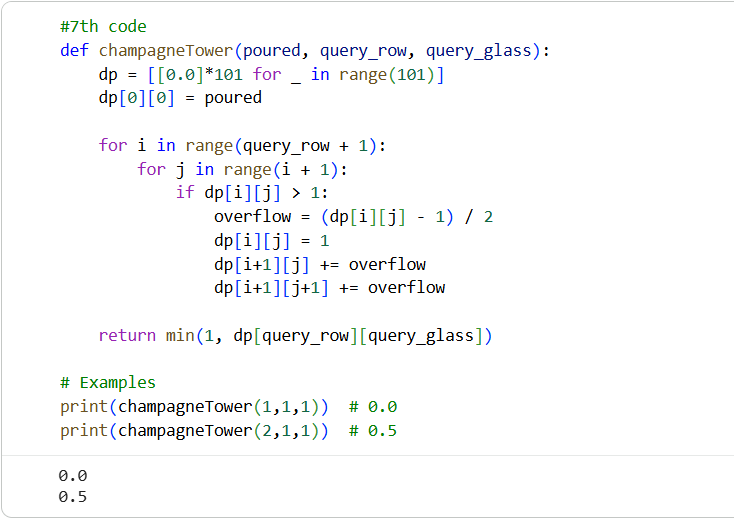 #7th code
def champagneTower(poured, query_row, query_glass):
    dp = [[0.0]*101 for _ in range(101)]
    dp[0][0] = poured

    for i in range(query_row + 1):
        for j in range(i + 1):
            if dp[i][j] > 1:
                overflow = (dp[i][j] - 1) / 2
                dp[i][j] = 1
                dp[i+1][j] += overflow
                dp[i+1][j+1] += overflow

    return min(1, dp[query_row][query_glass])

# Examples
print(champagneTower(1,1,1))  # 0.0
print(champagneTower(2,1,1))  # 0.5
0.0
0.5